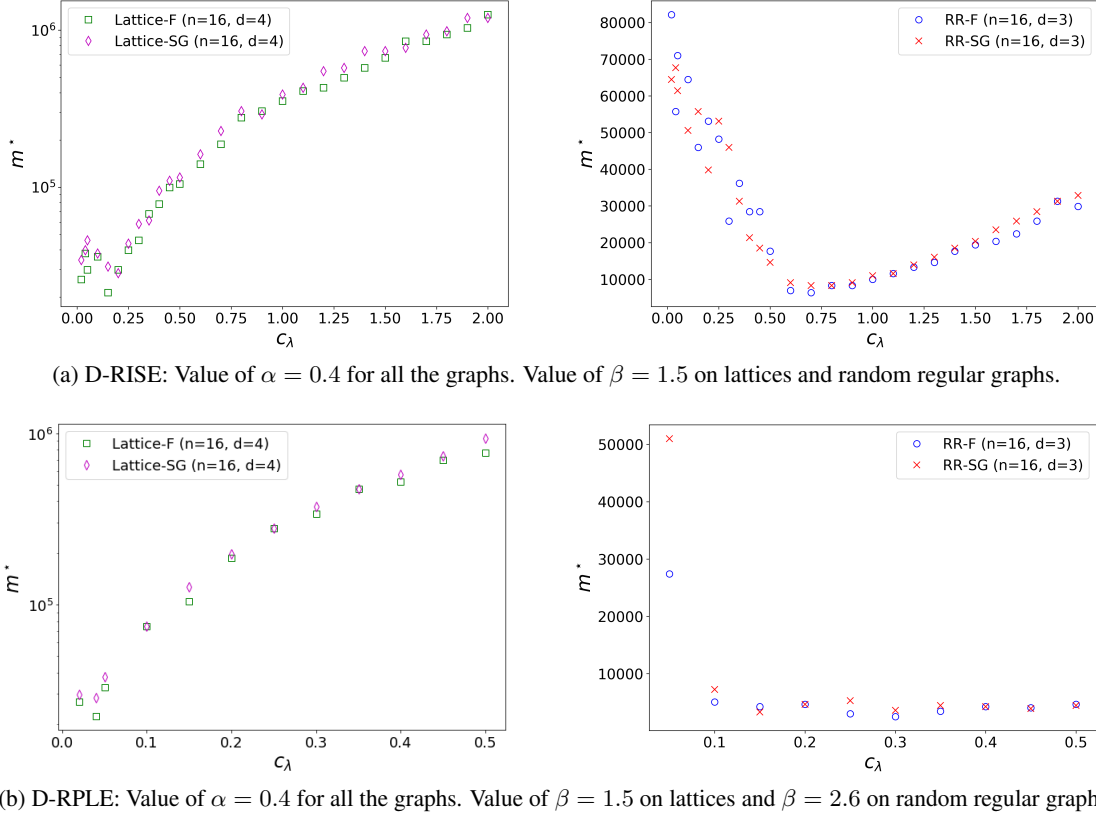 Lattice-F (n=16, d=4)
Lattice-SG (n=16, d=4)
10^6
10^5
m*
0.00 0.25 0.50 0.75 1.00 1.25 1.50 1.75 2.00
c_λ
RR-F (n=16, d=3)
RR-SG (n=16, d=3)
80000
70000
60000
50000
m*
40000
30000
20000
10000
0.00 0.25 0.50 0.75 1.00 1.25 1.50 1.75 2.00
c_λ
(a) D-RISE: Value of α = 0.4 for all the graphs. Value of β = 1.5 on lattices and random regular graphs.
Lattice-F (n=16, d=4)
Lattice-SG (n=16, d=4)
10^6
10^5
m*
0.0 0.1 0.2 0.3 0.4 0.5
c_λ
RR-F (n=16, d=3)
RR-SG (n=16, d=3)
50000
40000
30000
m*
20000
10000
0.1 0.2 0.3 0.4 0.5
c_λ
(b) D-RPLE: Value of α = 0.4 for all the graphs. Value of β = 1.5 on lattices and β = 2.6 on random regular graph